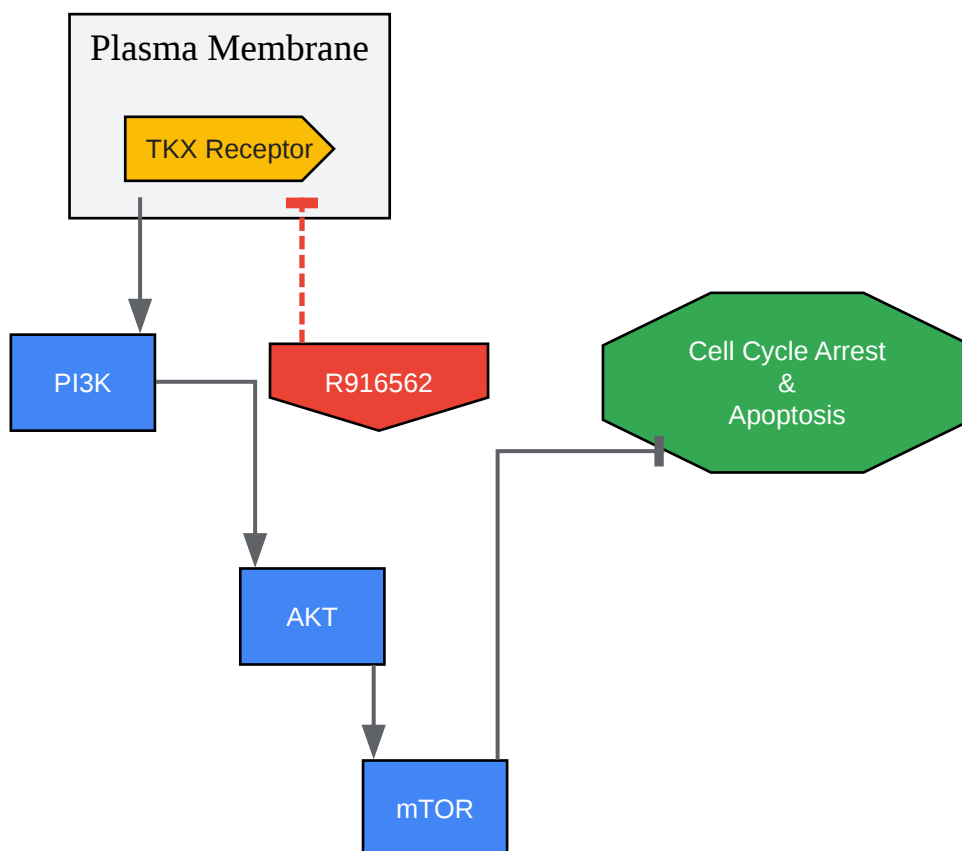 Plasma Membrane
TKX Receptor
PI3K
R916562
Cell Cycle Arrest
&
Apoptosis
AKT
mTOR